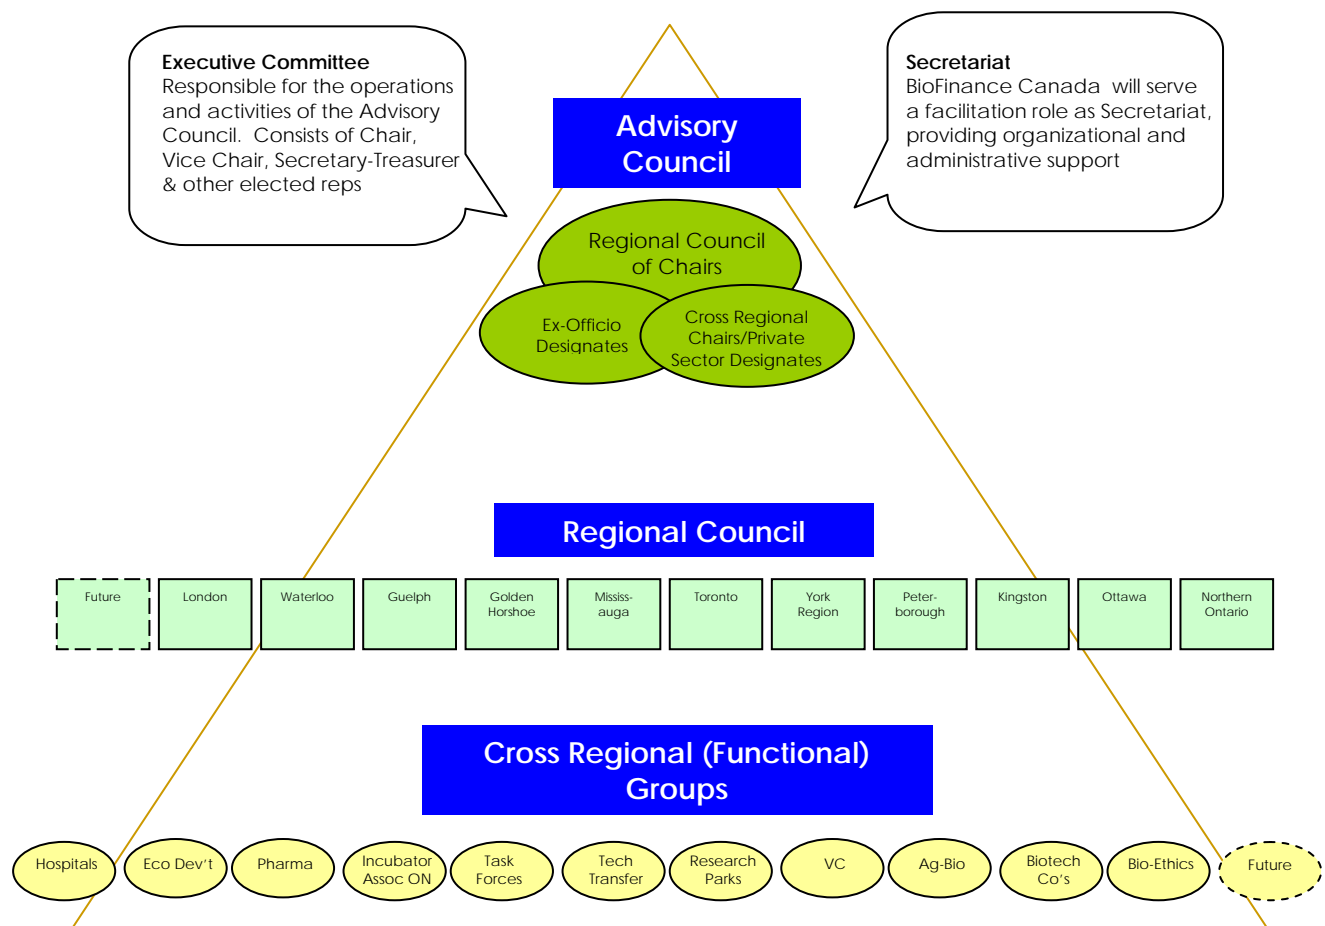 Executive Committee
Responsible for the operations
and activities of the Advisory
Council. Consists of Chair,
Vice Chair, Secretary-Treasurer
& other elected reps
Advisory
Council
Secretariat
BioFinance Canada will serve
a facilitation role as Secretariat,
providing organizational and
administrative support
Regional Council
of Chairs
Ex-Officio
Designates
Cross Regional
Chairs/Private
Sector Designates
Regional Council
Future
London
Waterloo
Guelph
Golden
Horshoe
Mississ-
auga
Toronto
York
Region
Peter-
borough
Kingston
Ottawa
Northern
Ontario
Cross Regional (Functional)
Groups
Hospitals
Eco Dev't
Pharma
Incubator
Assoc ON
Task
Forces
Tech
Transfer
Research
Parks
VC
Ag-Bio
Biotech
Co's
Bio-Ethics
Future